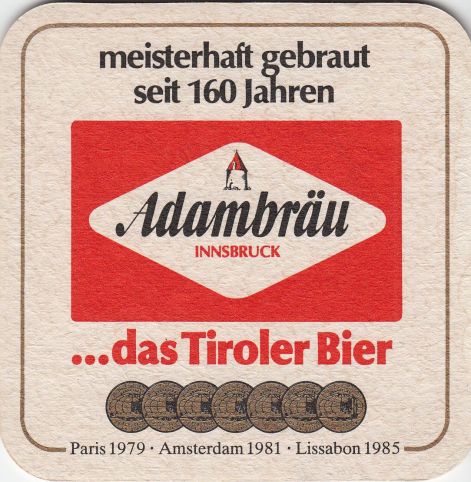 meisterhaft gebraut
seit 160 Jahren
Adambräu
INNSBRUCK
...das Tiroler Bier
Paris 1979 · Amsterdam 1981 · Lissabon 1985